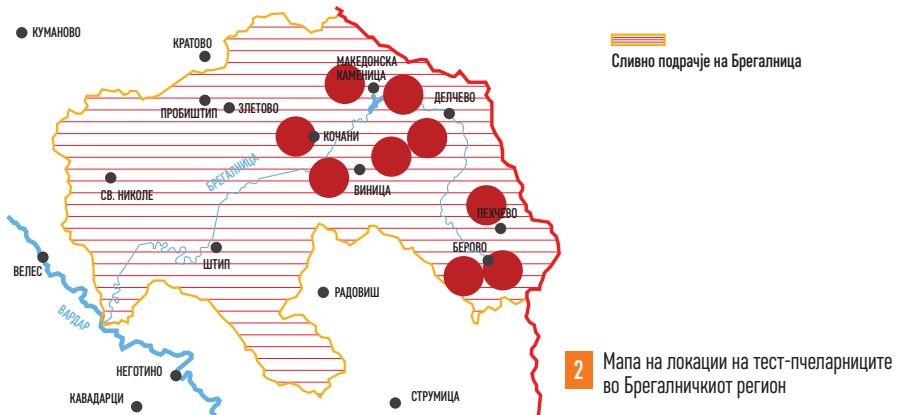 КУМАНОВО
КРАТОВО
МАКЕДОНСКА
КАМЕНИЦА
ДЕЛЧЕВО
ПРОБИШТИП
ЗЛЕТОВО
КОЧАНИ
БРЕГАЛНИЦА
ВИНИЦА
СВ. НИКОЛЕ
ПЕХЧЕВО
БЕРОВО
ШТИП
ВЕЛЕС
РАДОВИШ
ВАРДАР
НЕГОТИНО
КАВАДАРЦИ
СТРУМИЦА
Сливно подрачје на Брегалница
2 Мапа на локации на тест-пчеларниците
во Брегалничкиот регион